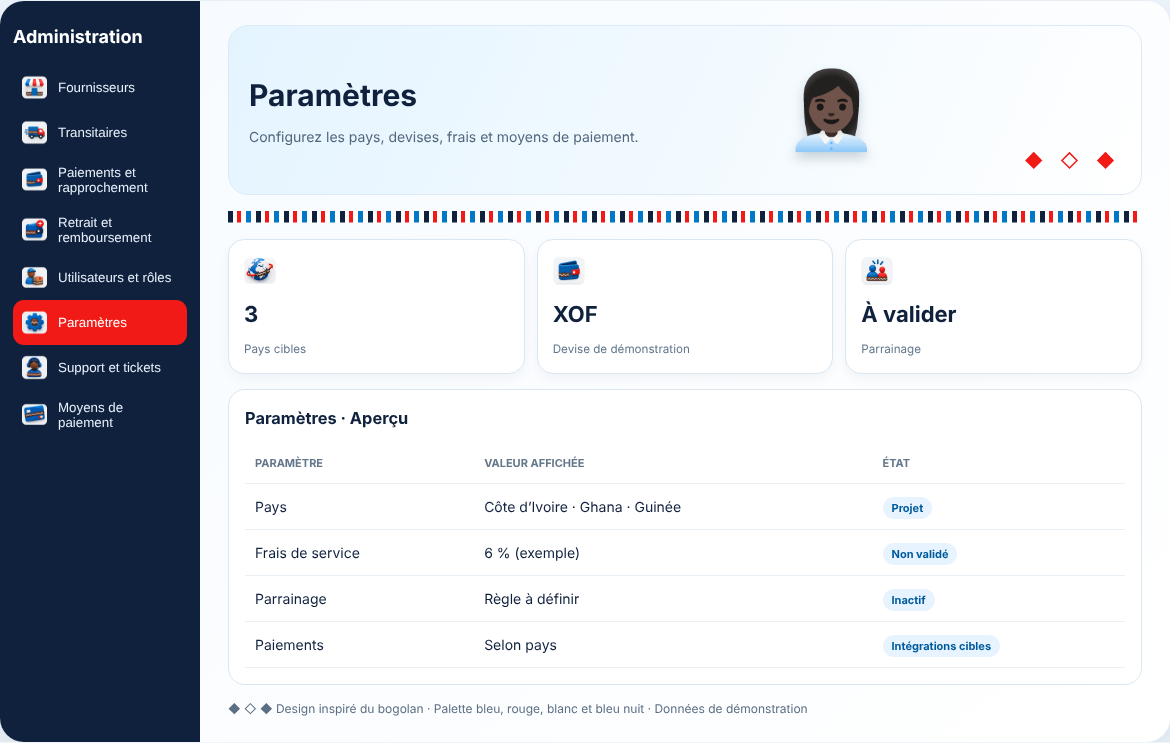 Administration
Fournisseurs
Transitaires
Paiements et
rapprochement
Retrait et
remboursement
Utilisateurs et rôles
Paramètres
Support et tickets
Moyens de
paiement
Paramètres
Configurez les pays, devises, frais et moyens de paiement.
3
Pays cibles
XOF
Devise de démonstration
À valider
Parrainage
Paramètres · Aperçu
PARAMÈTRE VALEUR AFFICHÉE ÉTAT
Pays Côte d’Ivoire · Ghana · Guinée Projet
Frais de service 6 % (exemple) Non validé
Parrainage Règle à définir Inactif
Paiements Selon pays Intégrations cibles
◆ ◇ ◆ Design inspiré du bogolan · Palette bleu, rouge, blanc et bleu nuit · Données de démonstration